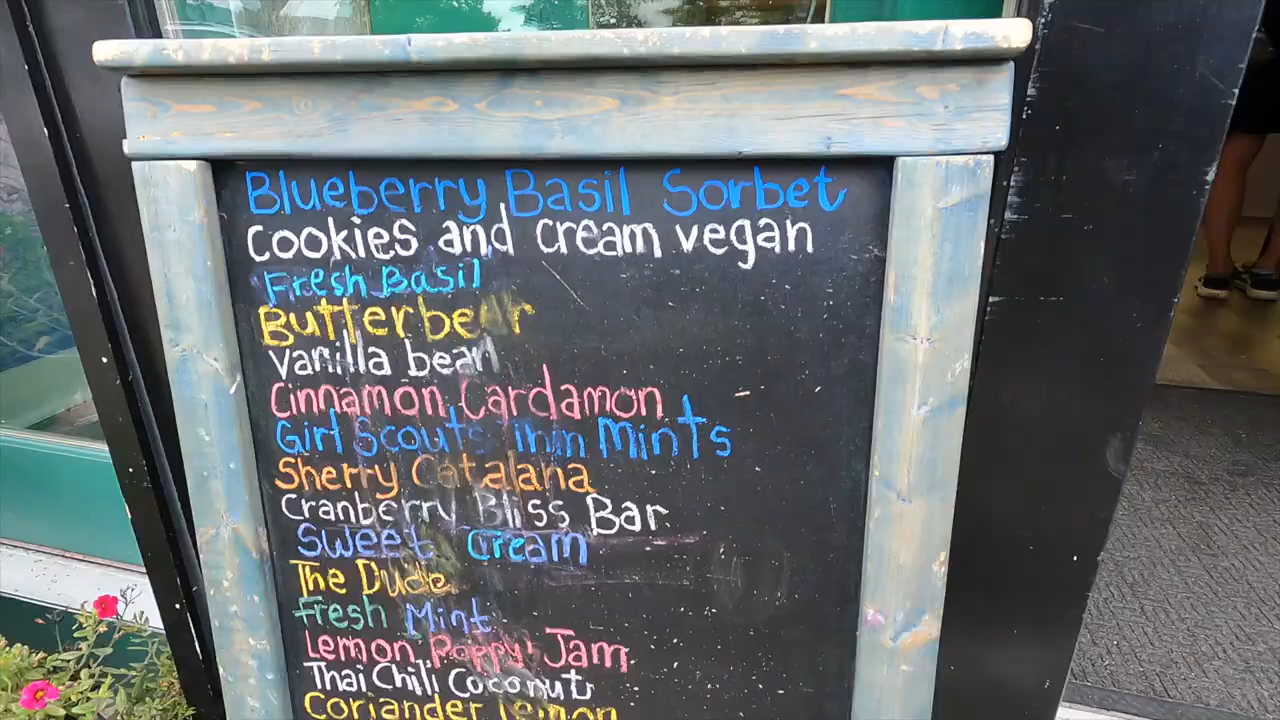 Blueberry Basil Sorbet
Cookies and cream vegan
Fresh Basil
Butterbeer
vanilla bean
Cinnamon Cardamon
Girl Scouts Thin Mints
Sherry Catalana
Cranberry Bliss Bar
Sweet Cream
The Dude
Fresh Mint
Lemon Poppy Jam
Thai Chili Coconut
Coriander lemon